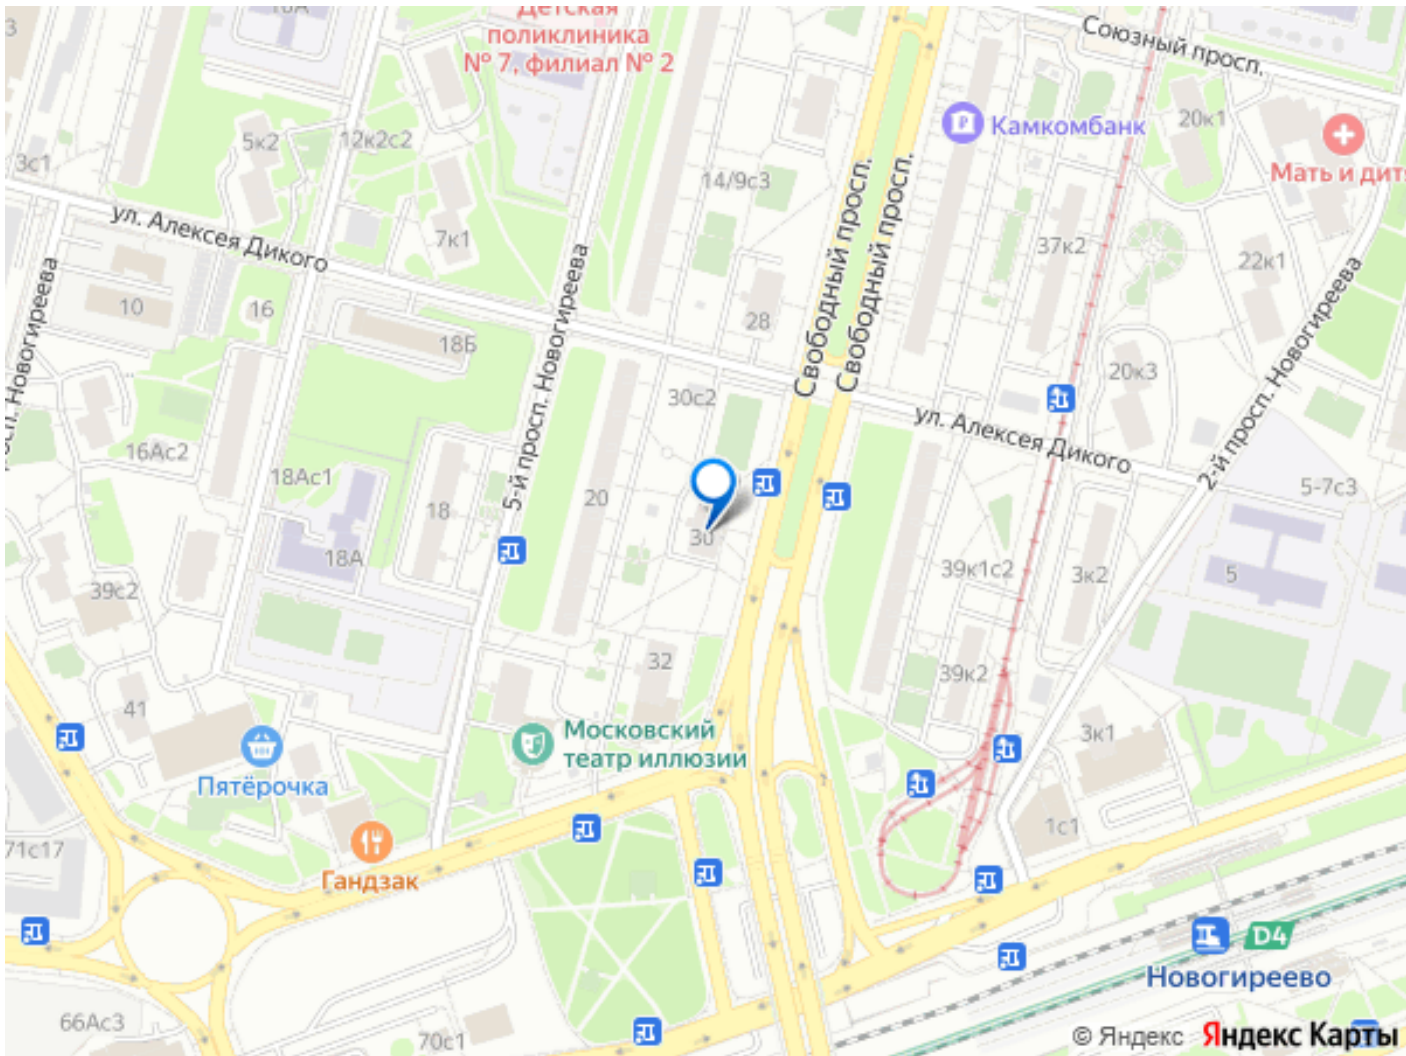 Детская
поликлиника
№ 7, филиал № 2
Союзный просп.
Камкомбанк
20к1
Мать и дитя
3с1
5к2
12к2с2
14/9с3
7к1
37к2
22к1
ул. Алексея Дикого
Свободный просп.
Свободный просп.
10
16
18Б
28
5-й просп. Новогиреева
2-й просп. Новогиреева
просп. Новогиреева
30с2
20к3
ул. Алексея Дикого
16Ас2
18Ас1
18
20
30
5-7с3
18А
39с2
39к1с2
3к2
5
32
39к2
41
3к1
Московский
театр иллюзии
Пятёрочка
1с1
71с17
Гандзак
D4
Новогиреево
66Ас3
70с1
© Яндекс Яндекс Карты